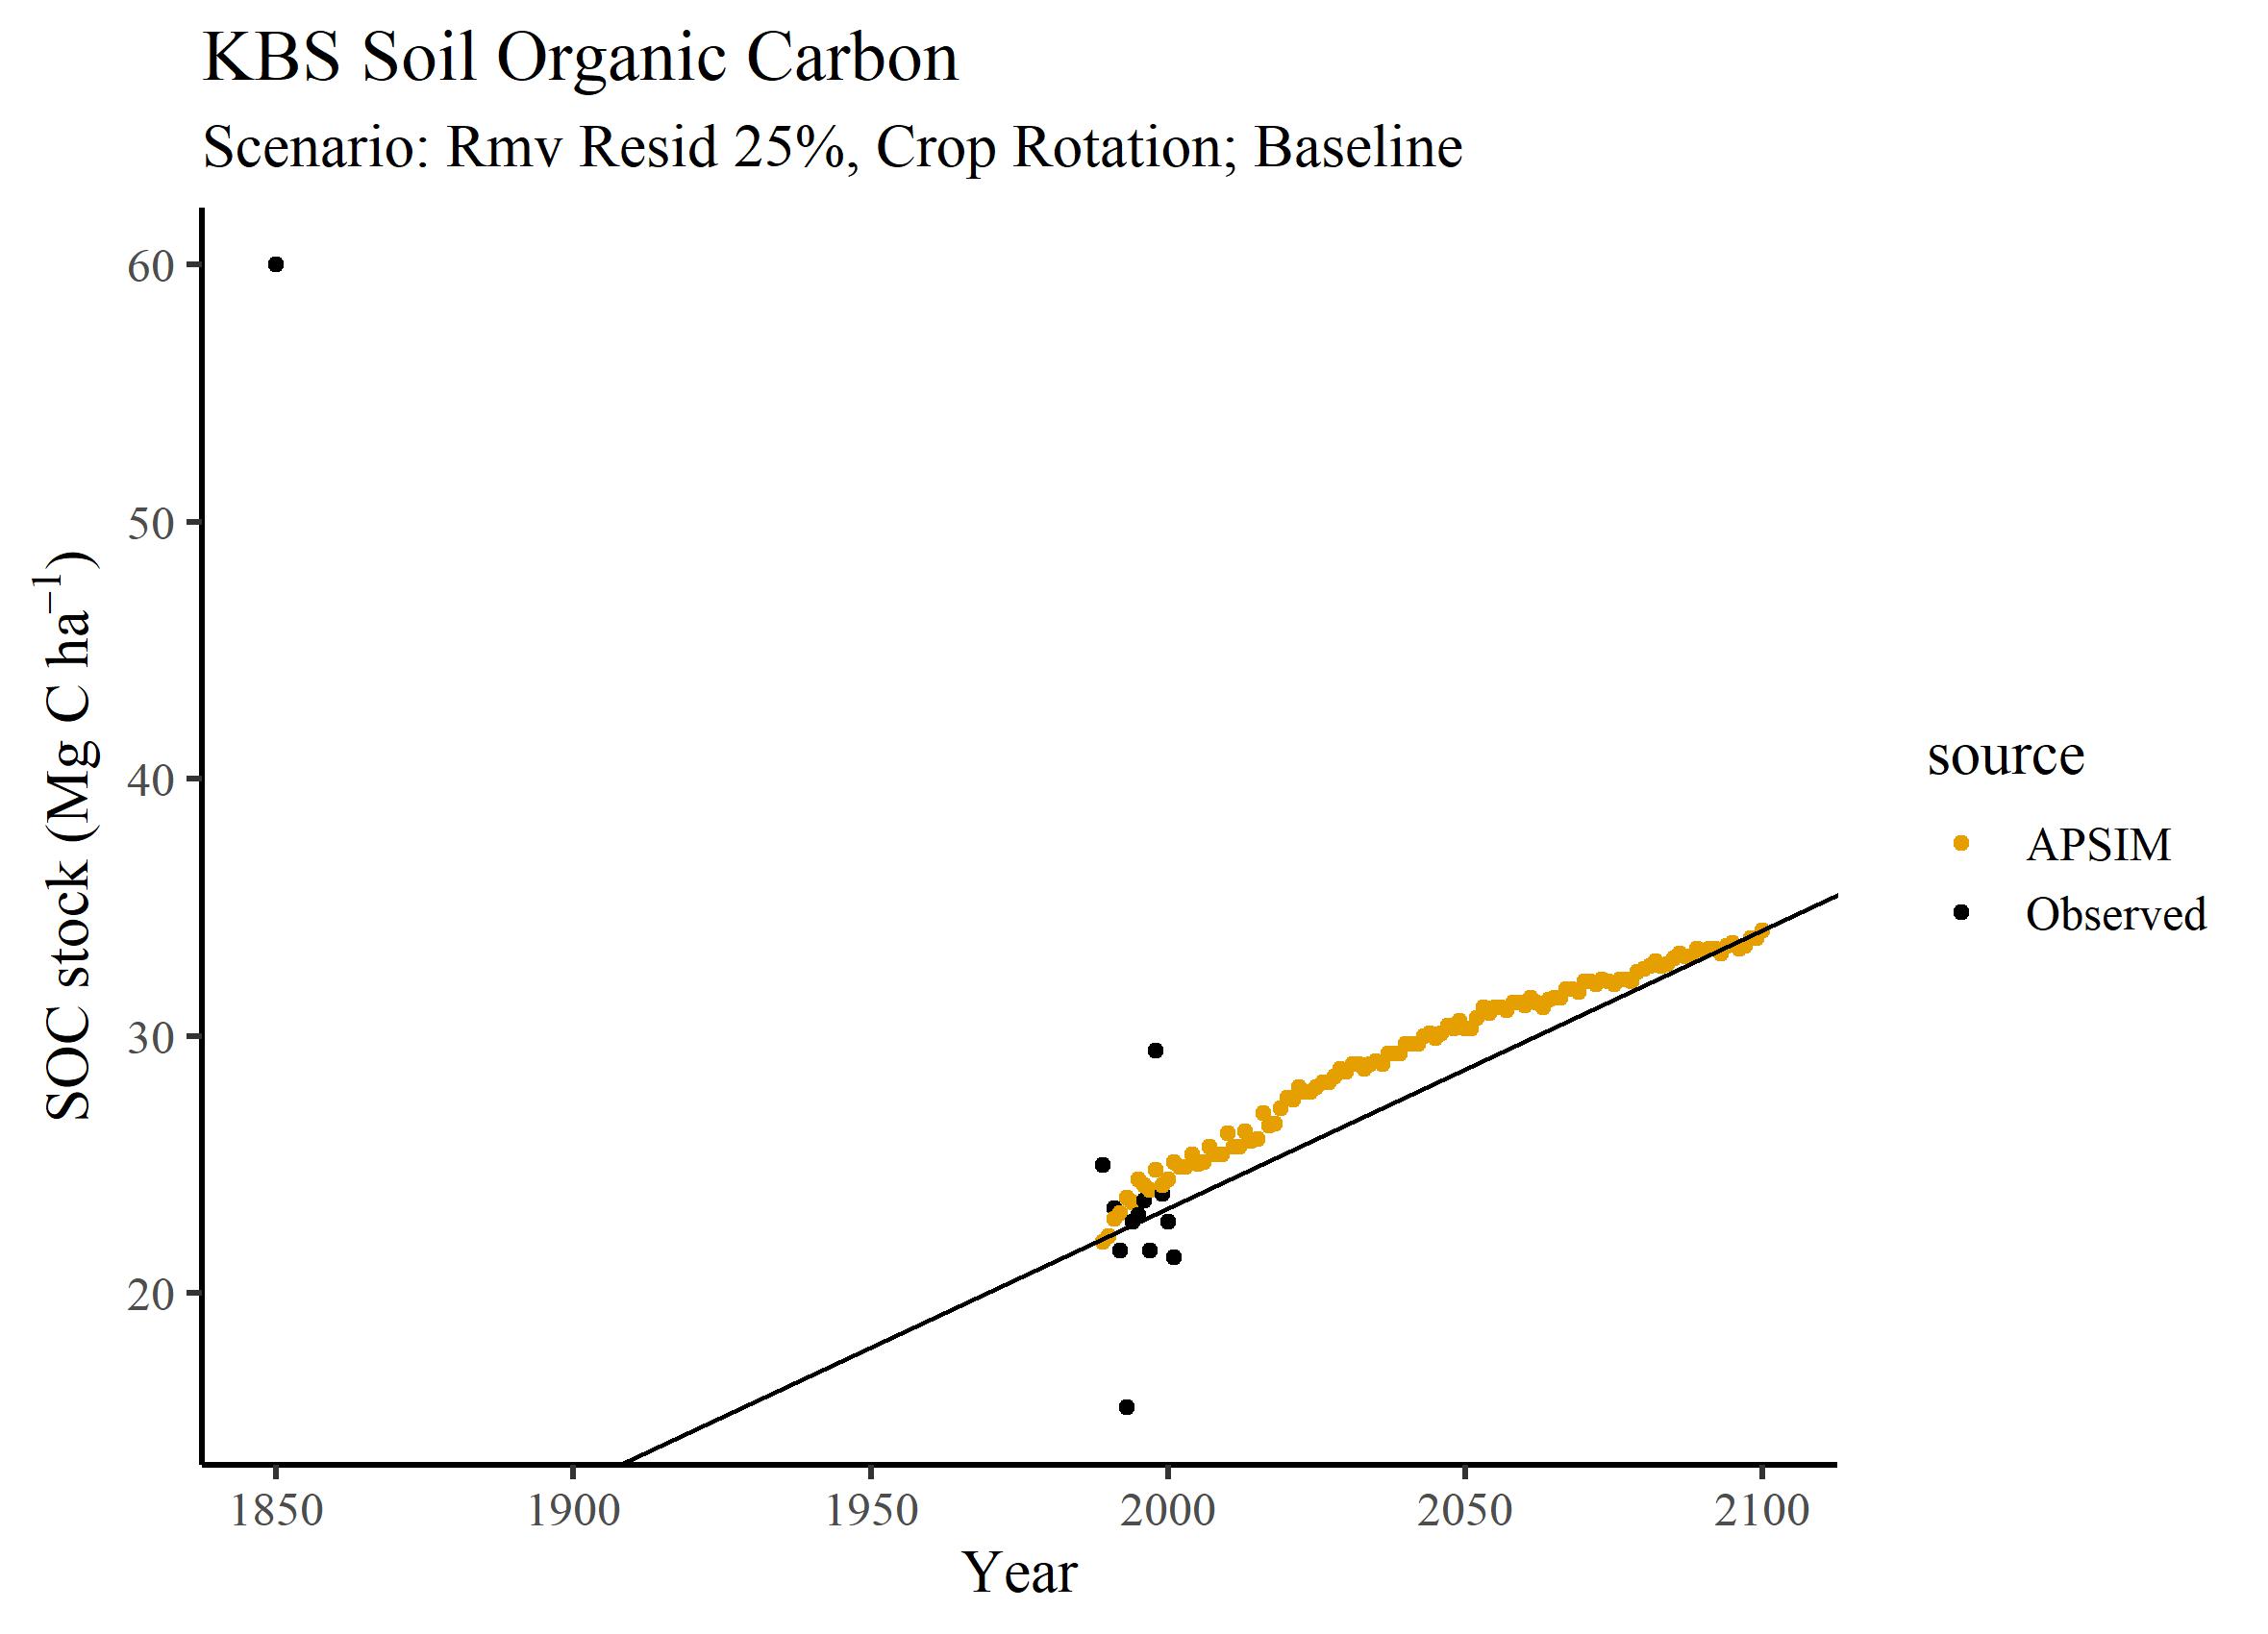 KBS Soil Organic Carbon
Scenario: Rmv Resid 25%, Crop Rotation; Baseline
SOC stock (Mg C ha⁻¹)
60
50
40
30
20
1850
1900
1950
2000
2050
2100
Year
source
APSIM
Observed